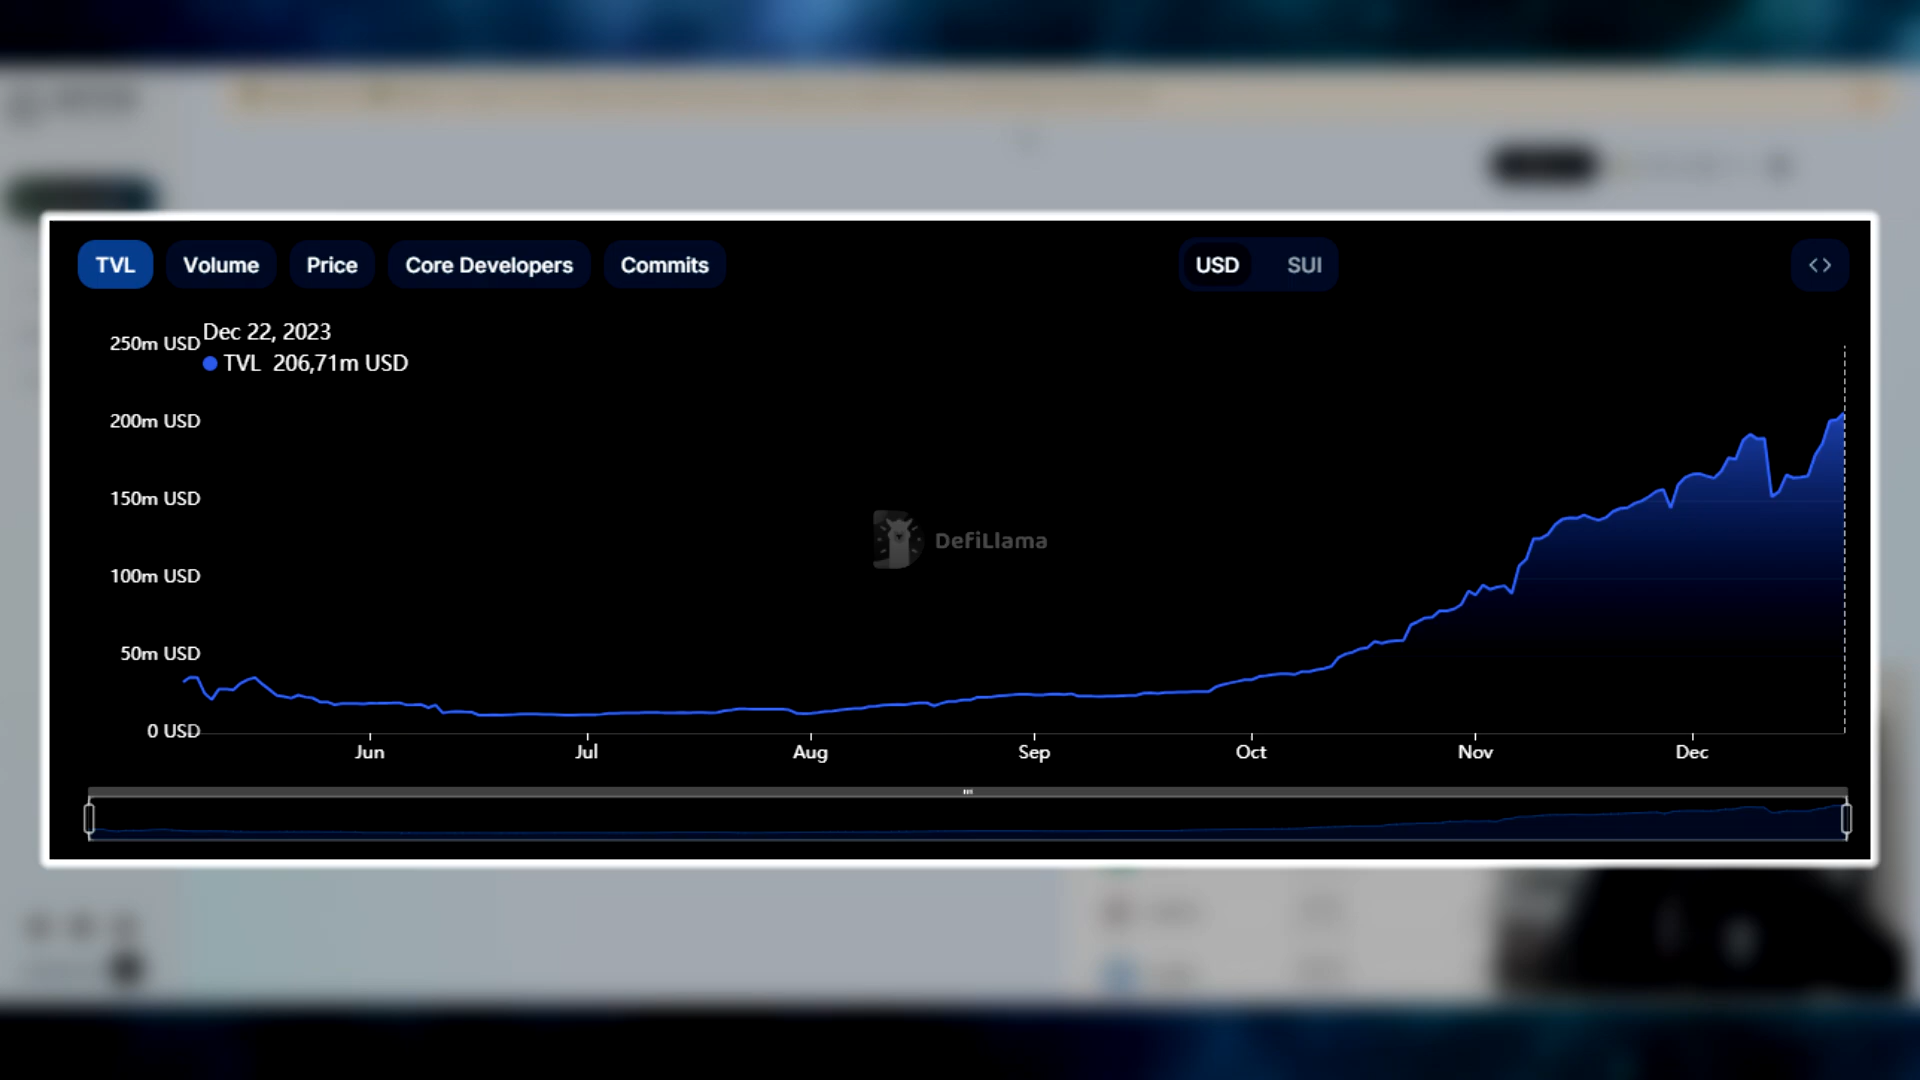 TVL Volume Price Core Developers Commits USD SUI <>
Dec 22, 2023
TVL 206,71m USD
250m USD
200m USD
150m USD
100m USD
50m USD
0 USD
DefiLlama
Jun Jul Aug Sep Oct Nov Dec